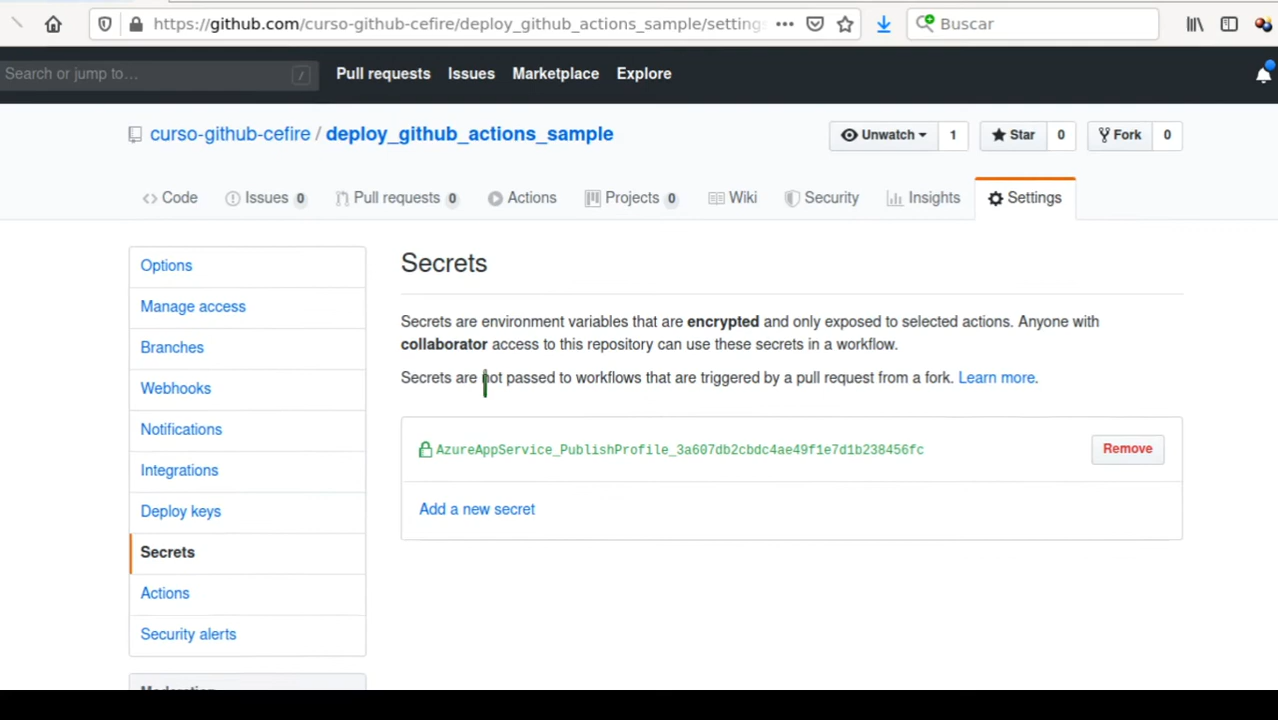 https://github.com/curso-github-cefire/deploy_github_actions_sample/settings
Buscar
Search or jump to…
/
Pull requests
Issues
Marketplace
Explore
curso-github-cefire / deploy_github_actions_sample
Unwatch 1
Star 0
Fork 0
Code
Issues 0
Pull requests 0
Actions
Projects 0
Wiki
Security
Insights
Settings
Options
Manage access
Branches
Webhooks
Notifications
Integrations
Deploy keys
Secrets
Actions
Security alerts
Secrets
Secrets are environment variables that are encrypted and only exposed to selected actions. Anyone with
collaborator access to this repository can use these secrets in a workflow.
Secrets are not passed to workflows that are triggered by a pull request from a fork. Learn more.
AzureAppService_PublishProfile_3a607db2cbdc4ae49f1e7d1b238456fc
Remove
Add a new secret